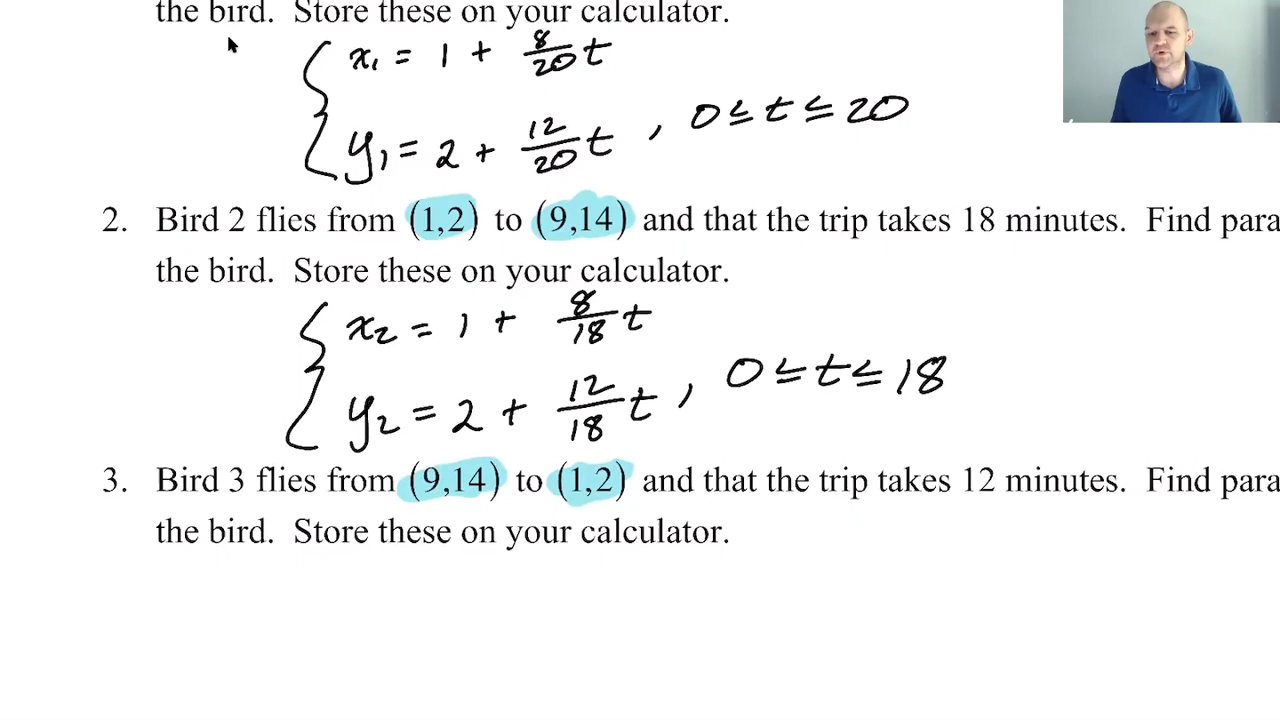 the bird. Store these on your calculator.
x₁ = 1 + 8/20 t
y₁ = 2 + 12/20 t , 0 ≤ t ≤ 20
2. Bird 2 flies from (1,2) to (9,14) and that the trip takes 18 minutes. Find para
the bird. Store these on your calculator.
x₂ = 1 + 8/18 t
y₂ = 2 + 12/18 t , 0 ≤ t ≤ 18
3. Bird 3 flies from (9,14) to (1,2) and that the trip takes 12 minutes. Find para
the bird. Store these on your calculator.